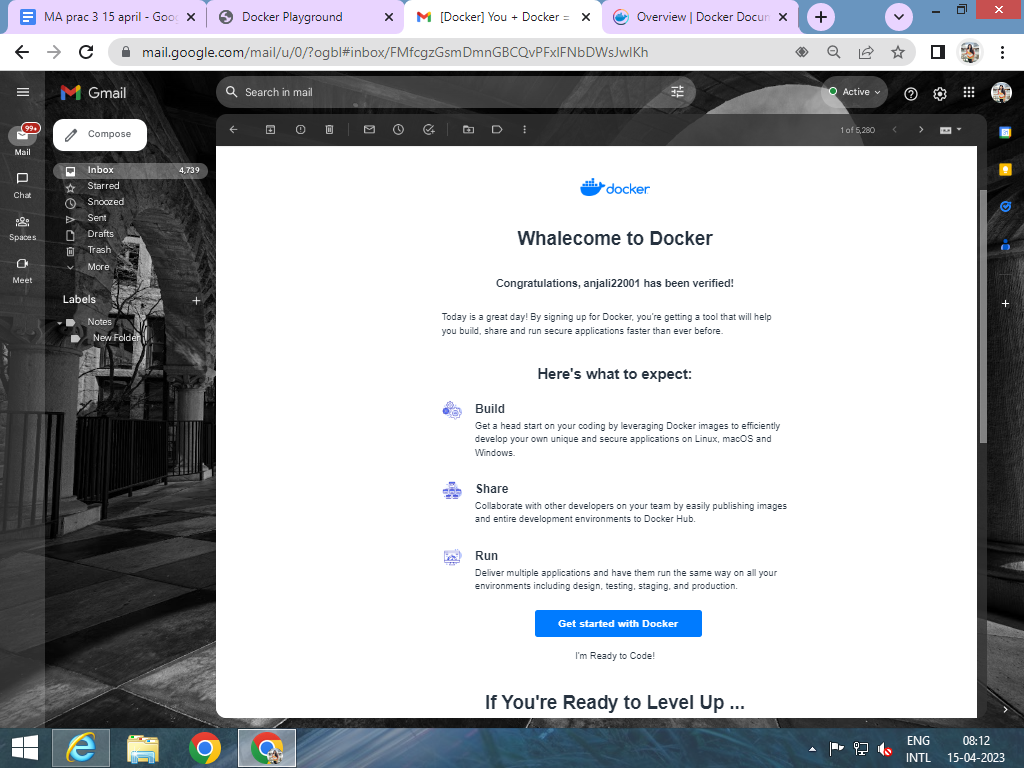 MA prac 3 15 april - Goo
Docker Playground
[Docker] You + Docker =
Overview | Docker Docum
mail.google.com/mail/u/0/?ogbl#inbox/FMfcgzGsmDmnGBCQvPFxlFNbDWsJwlKh
Gmail
Search in mail
Active
99+
Mail
Chat
Spaces
Meet
Compose
Inbox 4,739
Starred
Snoozed
Sent
Drafts
Trash
More
Labels
Notes
New Folder
1 of 5,280
docker
Whalecome to Docker
Congratulations, anjali22001 has been verified!
Today is a great day! By signing up for Docker, you're getting a tool that will help
you build, share and run secure applications faster than ever before.
Here's what to expect:
Build
Get a head start on your coding by leveraging Docker images to efficiently
develop your own unique and secure applications on Linux, macOS and
Windows.
Share
Collaborate with other developers on your team by easily publishing images
and entire development environments to Docker Hub.
Run
Deliver multiple applications and have them run the same way on all your
environments including design, testing, staging, and production.
Get started with Docker
I'm Ready to Code!
If You're Ready to Level Up ...
ENG
INTL
08:12
15-04-2023